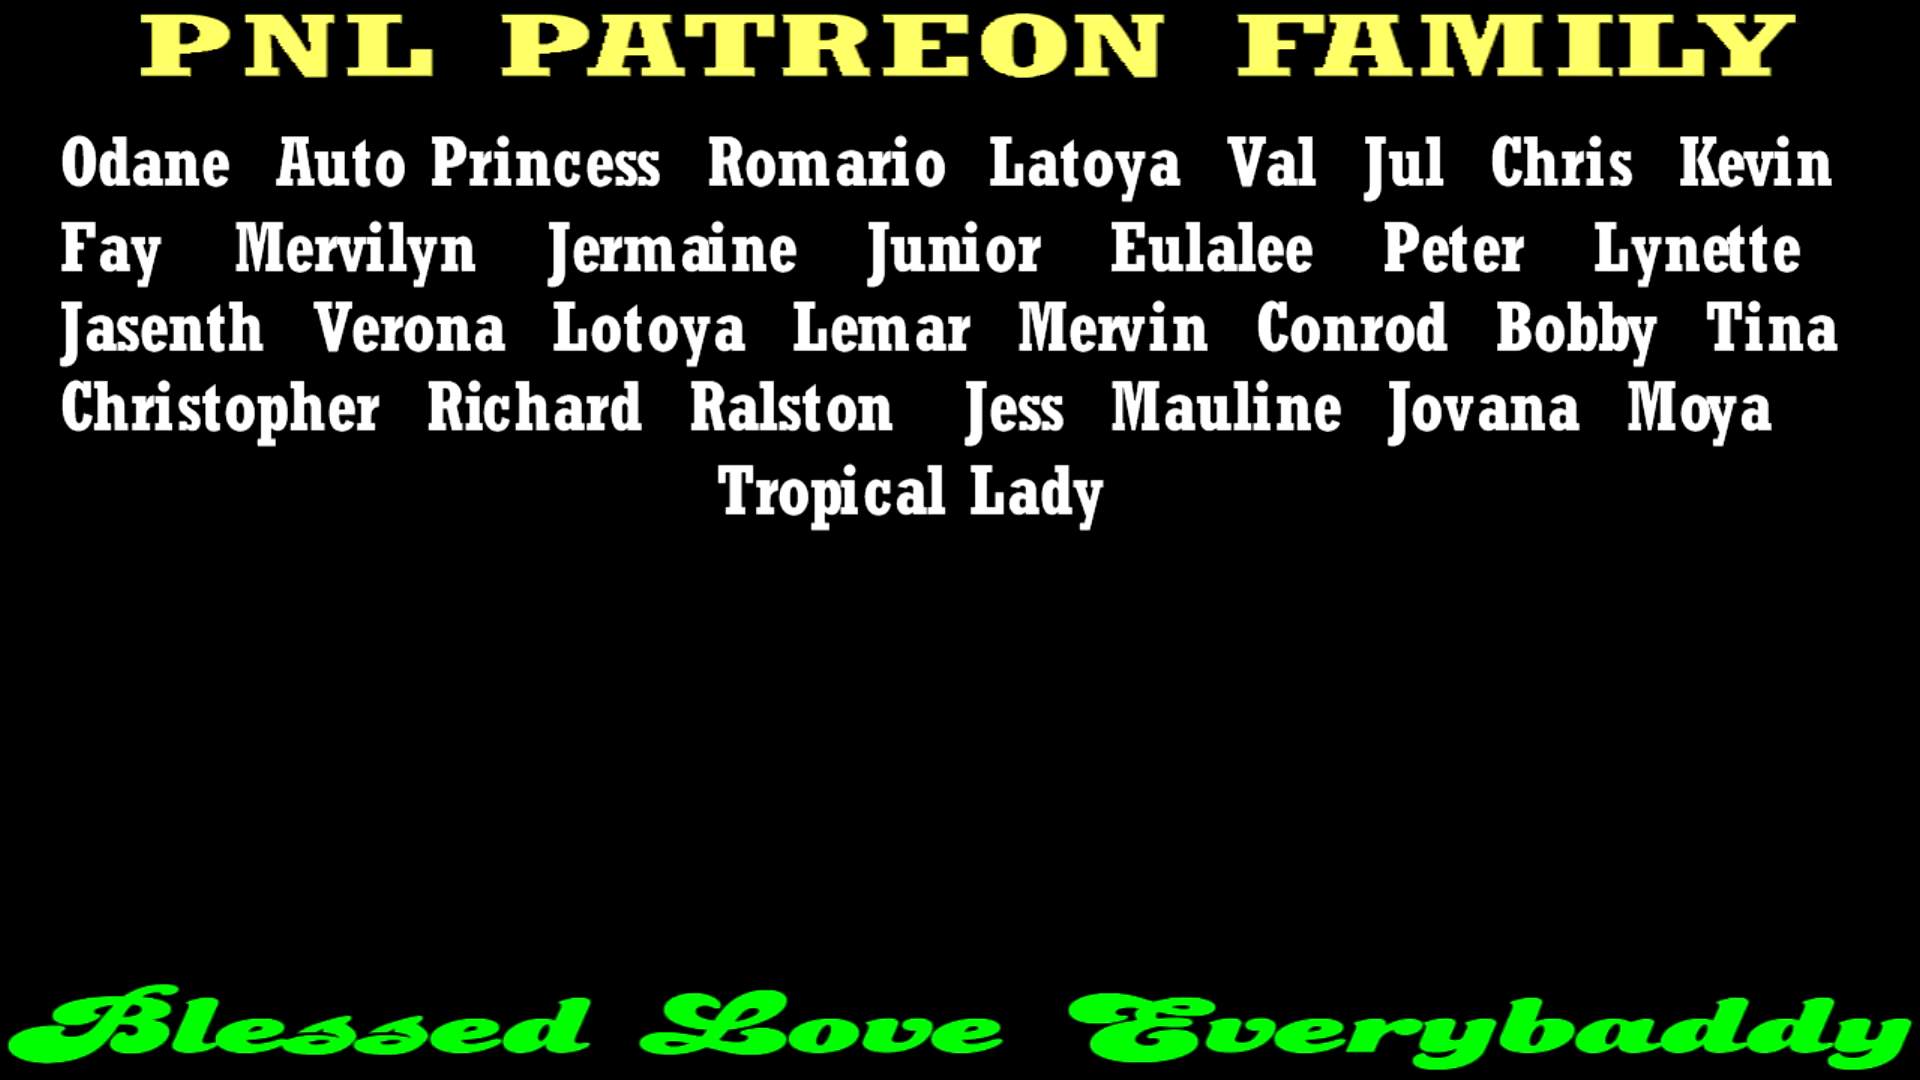 PNL PATREON FAMILY
Odane Auto Princess Romario Latoya Val Jul Chris Kevin
Fay Mervilyn Jermaine Junior Eulalee Peter Lynette
Jasenth Verona Lotoya Lemar Mervin Conrod Bobby Tina
Christopher Richard Ralston Jess Mauline Jovana Moya
Tropical Lady
Blessed Love Everybaddy